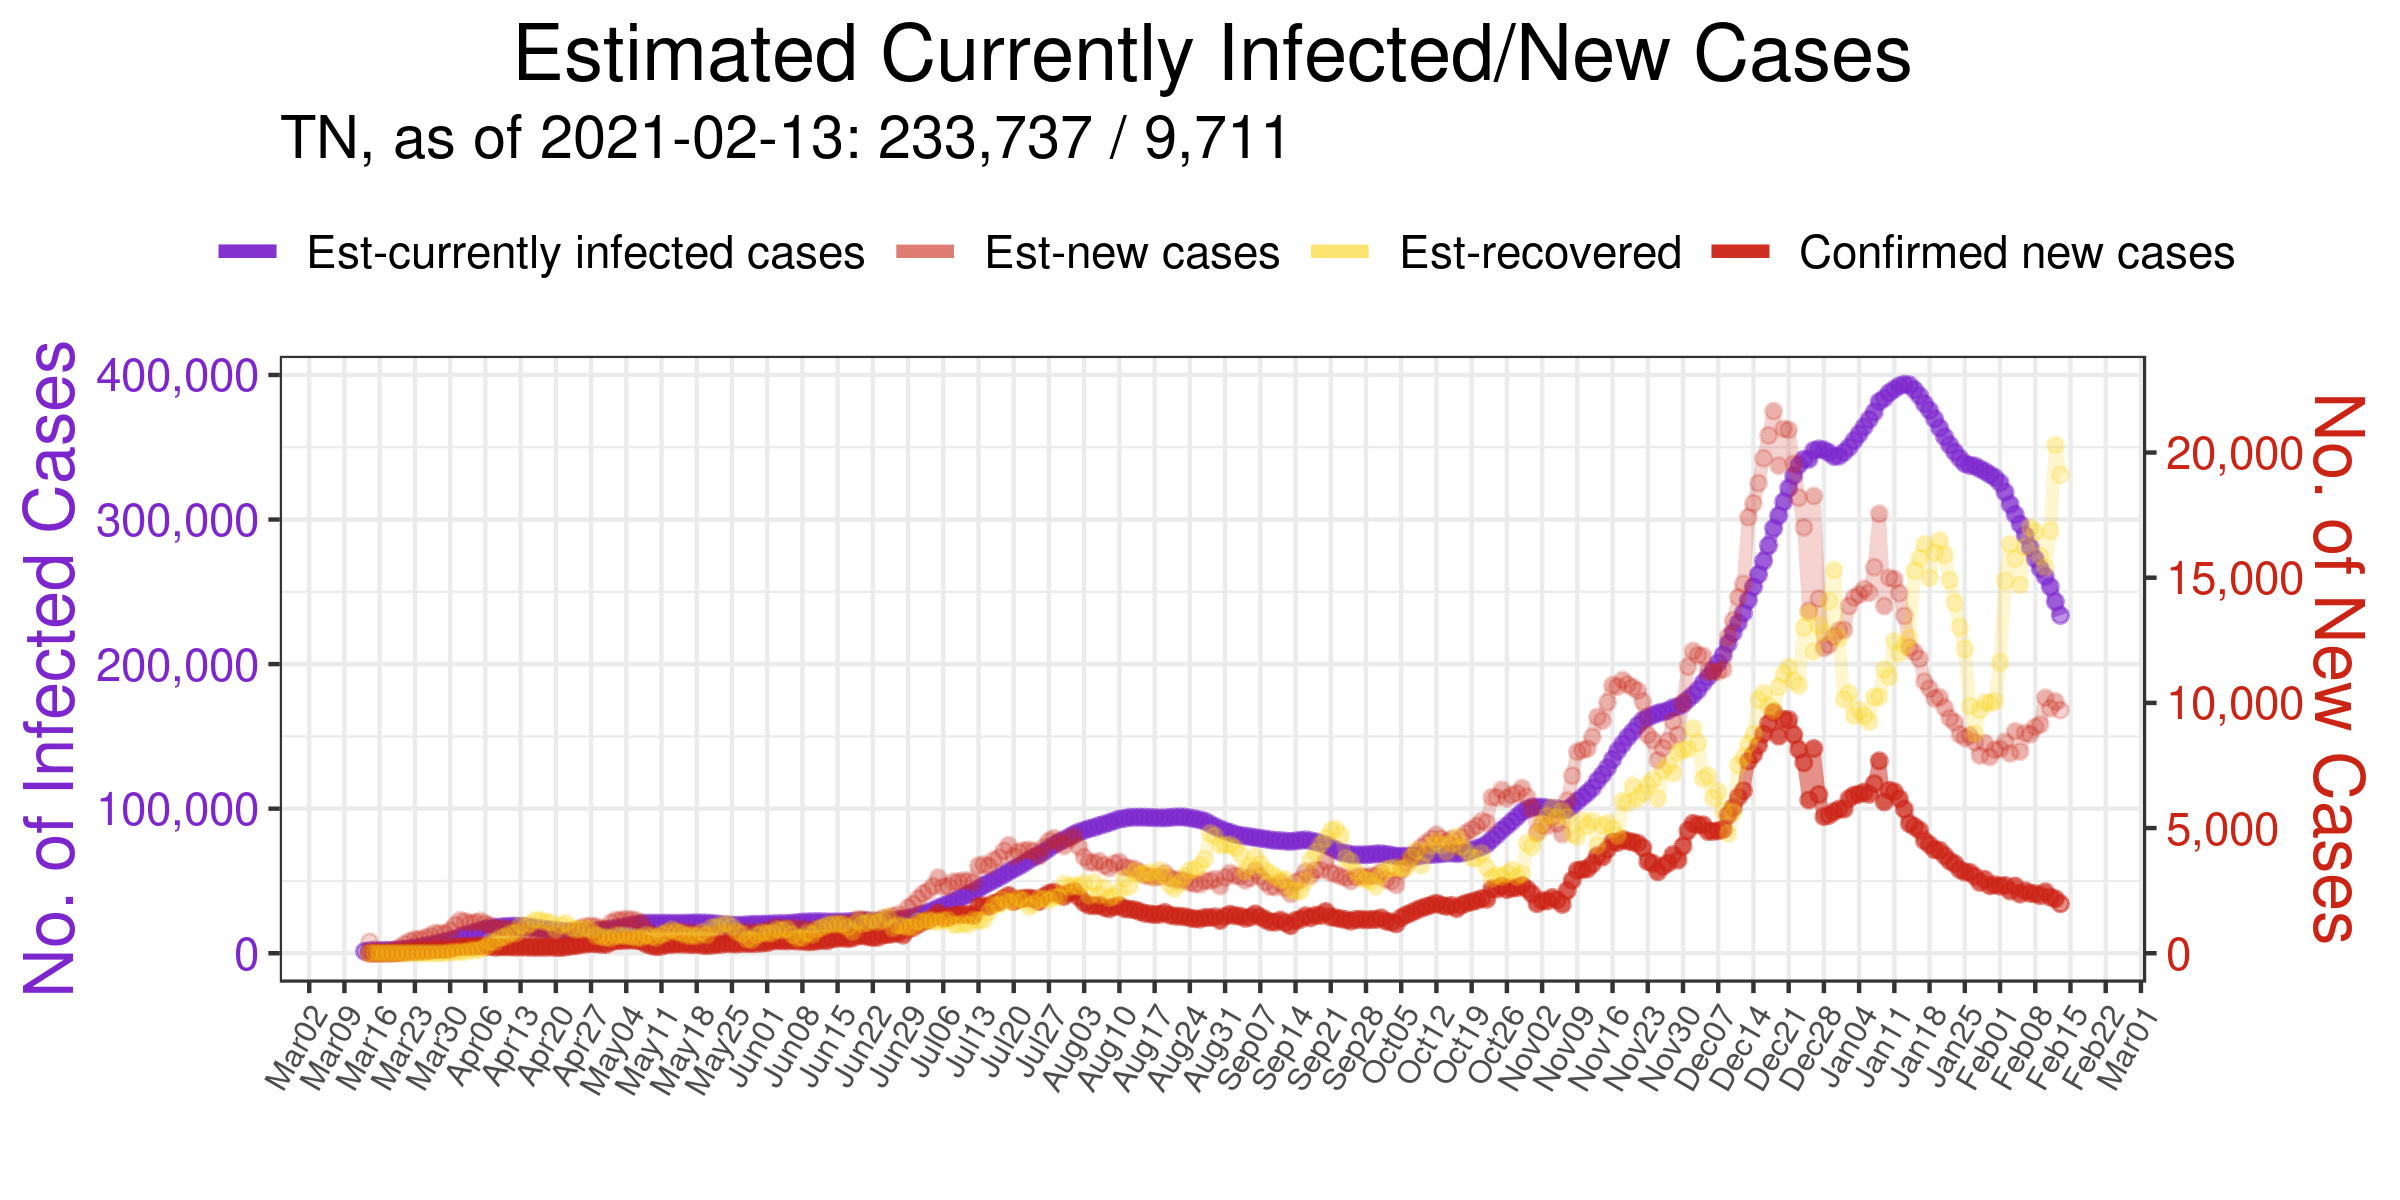 Estimated Currently Infected/New Cases
TN, as of 2021-02-13: 233,737 / 9,711
Est-currently infected cases Est-new cases Est-recovered Confirmed new cases
No. of Infected Cases
400,000
300,000
200,000
100,000
0
No. of New Cases
20,000
15,000
10,000
5,000
0
Mar02 Mar09 Mar16 Mar23 Mar30 Apr06 Apr13 Apr20 Apr27 May04 May11 May18 May25 Jun01 Jun08 Jun15 Jun22 Jun29 Jul06 Jul13 Jul20 Jul27 Aug03 Aug10 Aug17 Aug24 Aug31 Sep07 Sep14 Sep21 Sep28 Oct05 Oct12 Oct19 Oct26 Nov02 Nov09 Nov16 Nov23 Nov30 Dec07 Dec14 Dec21 Dec28 Jan04 Jan11 Jan18 Jan25 Feb01 Feb08 Feb15 Feb22 Mar01